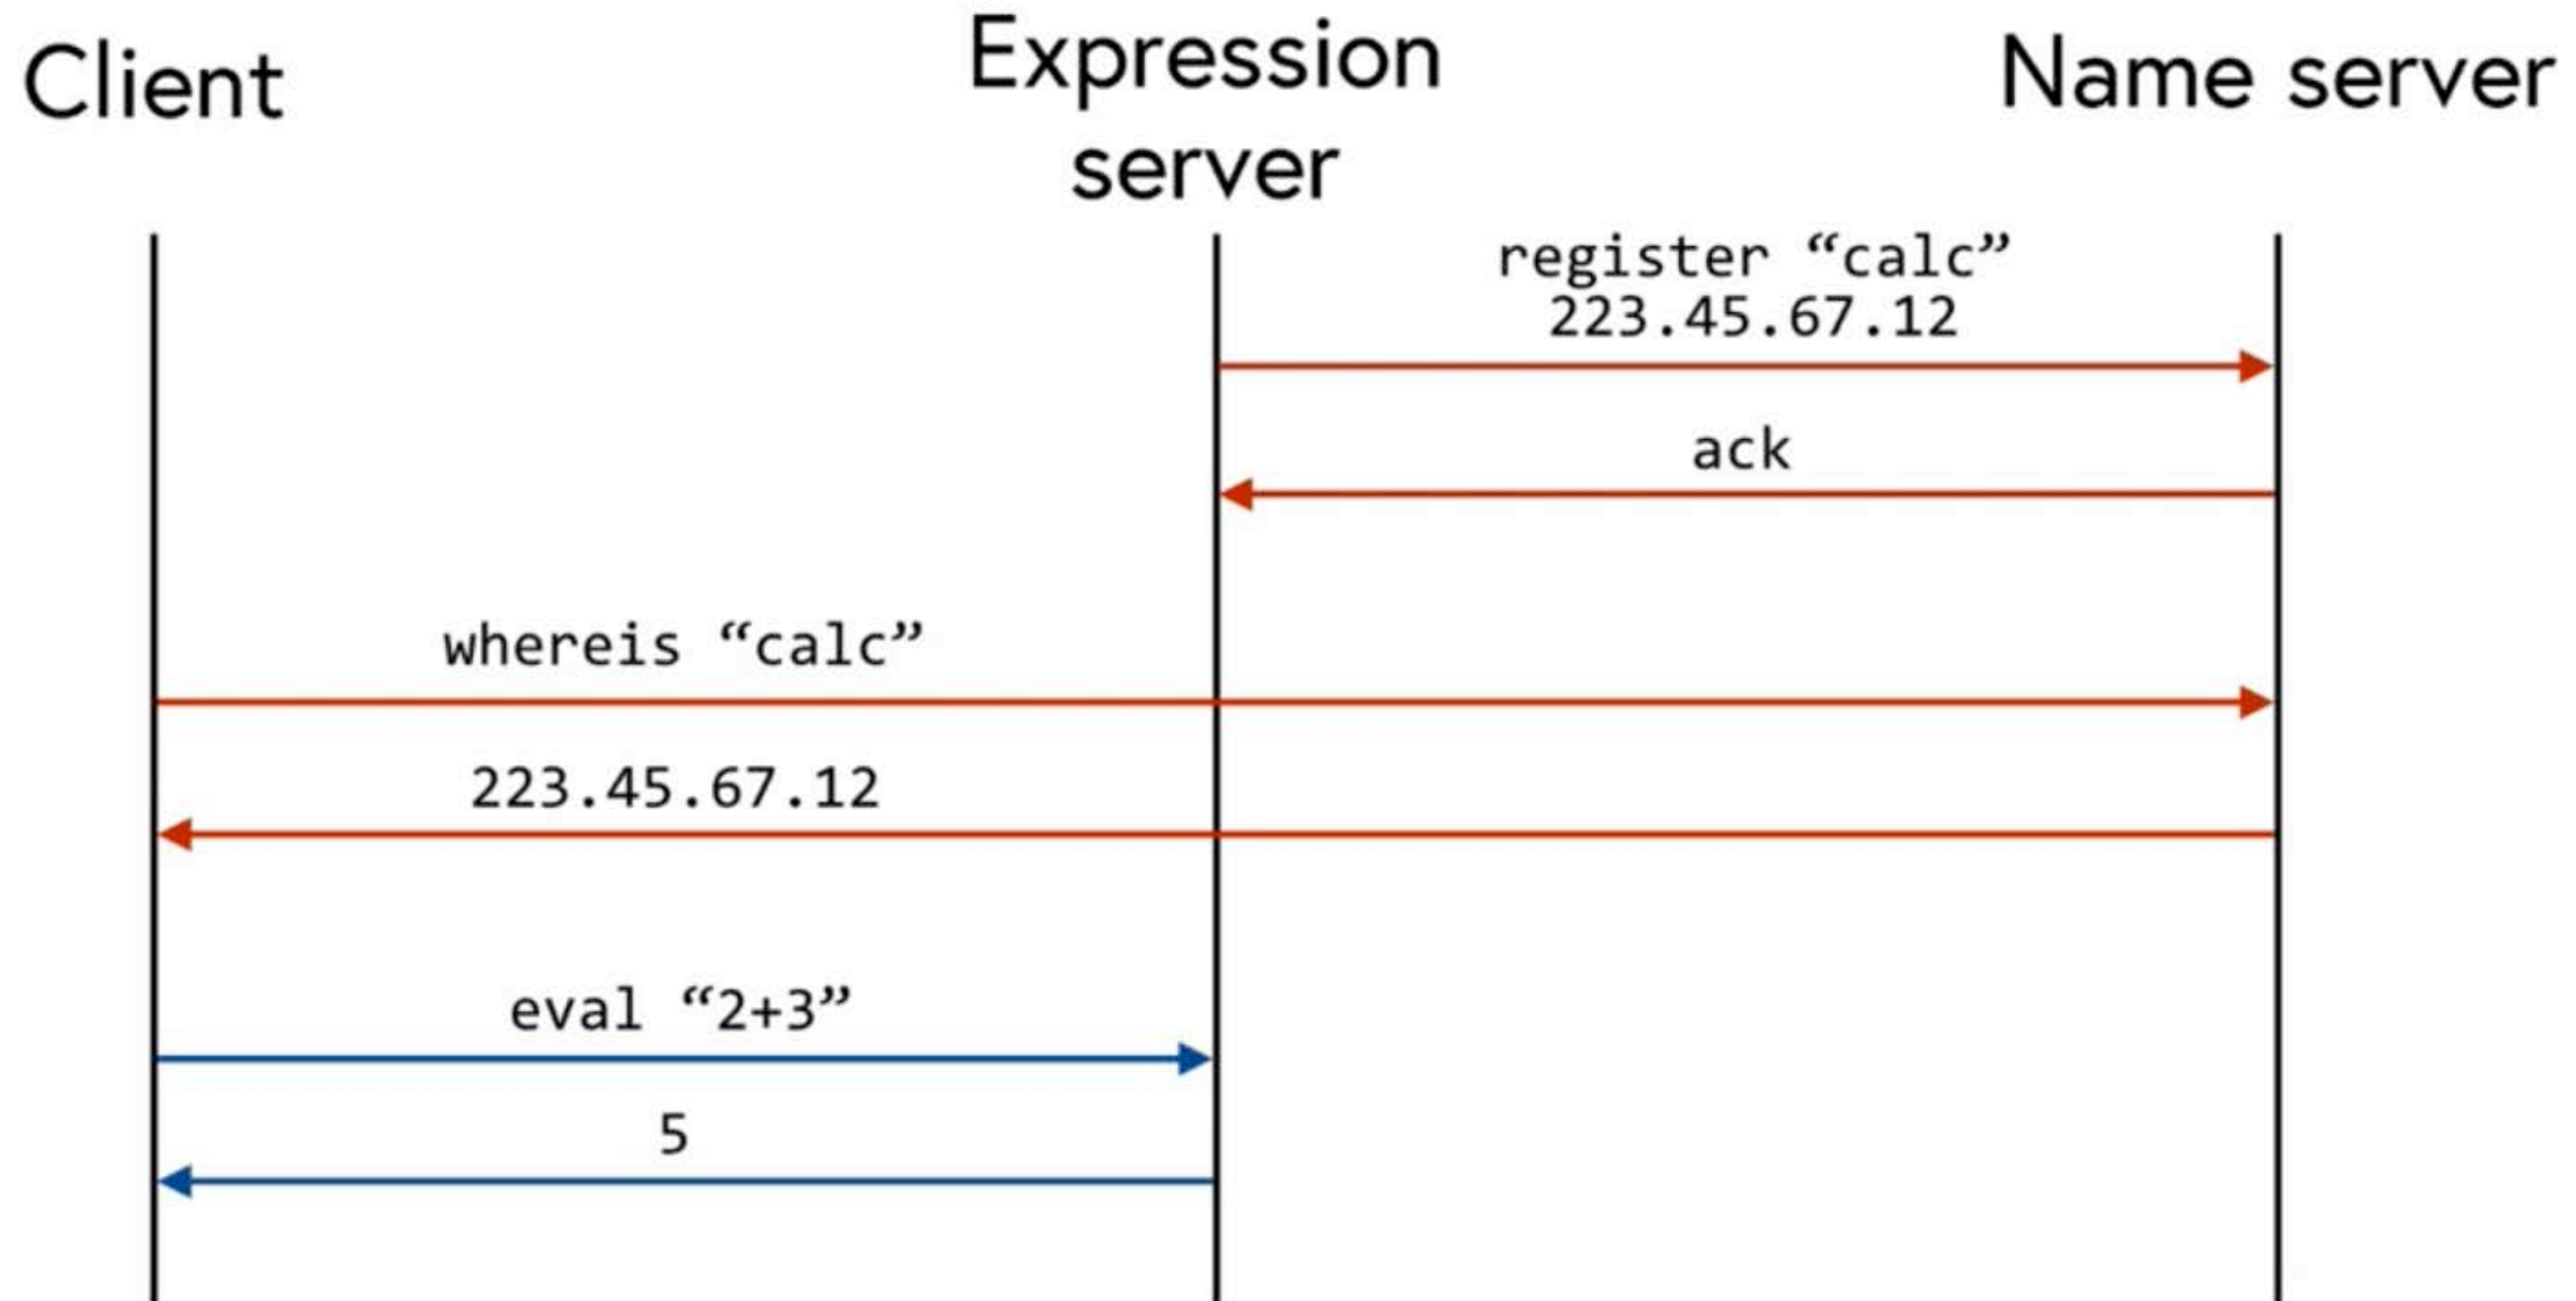 Client
Expression
server
Name server
register “calc”
223.45.67.12
ack
whereis “calc”
223.45.67.12
eval “2+3”
5